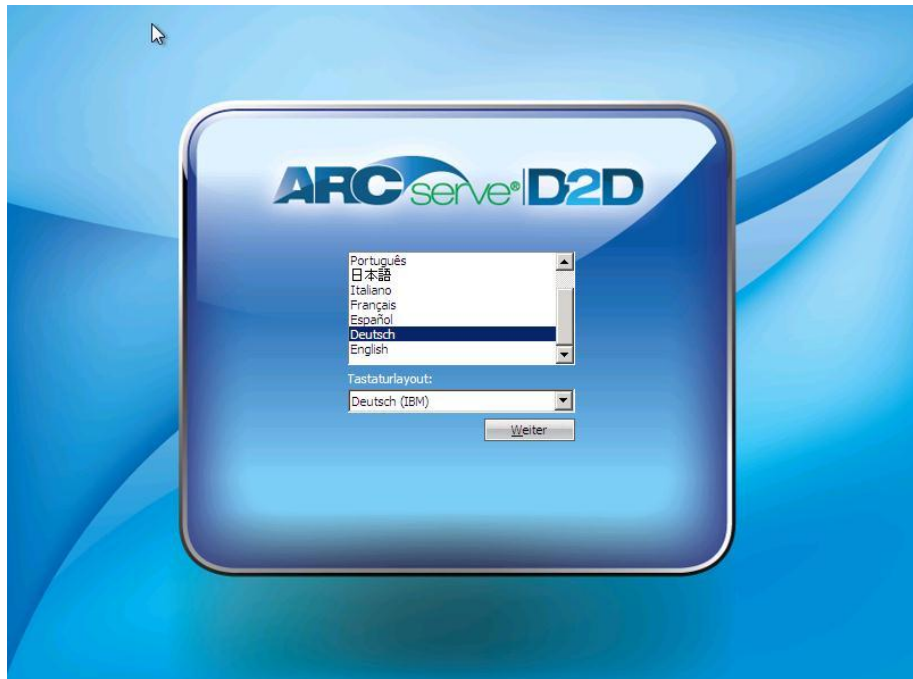 ARCserve® D2D
Português
日本語
Italiano
Français
Español
Deutsch
English
Tastaturlayout:
Deutsch (IBM)
Weiter